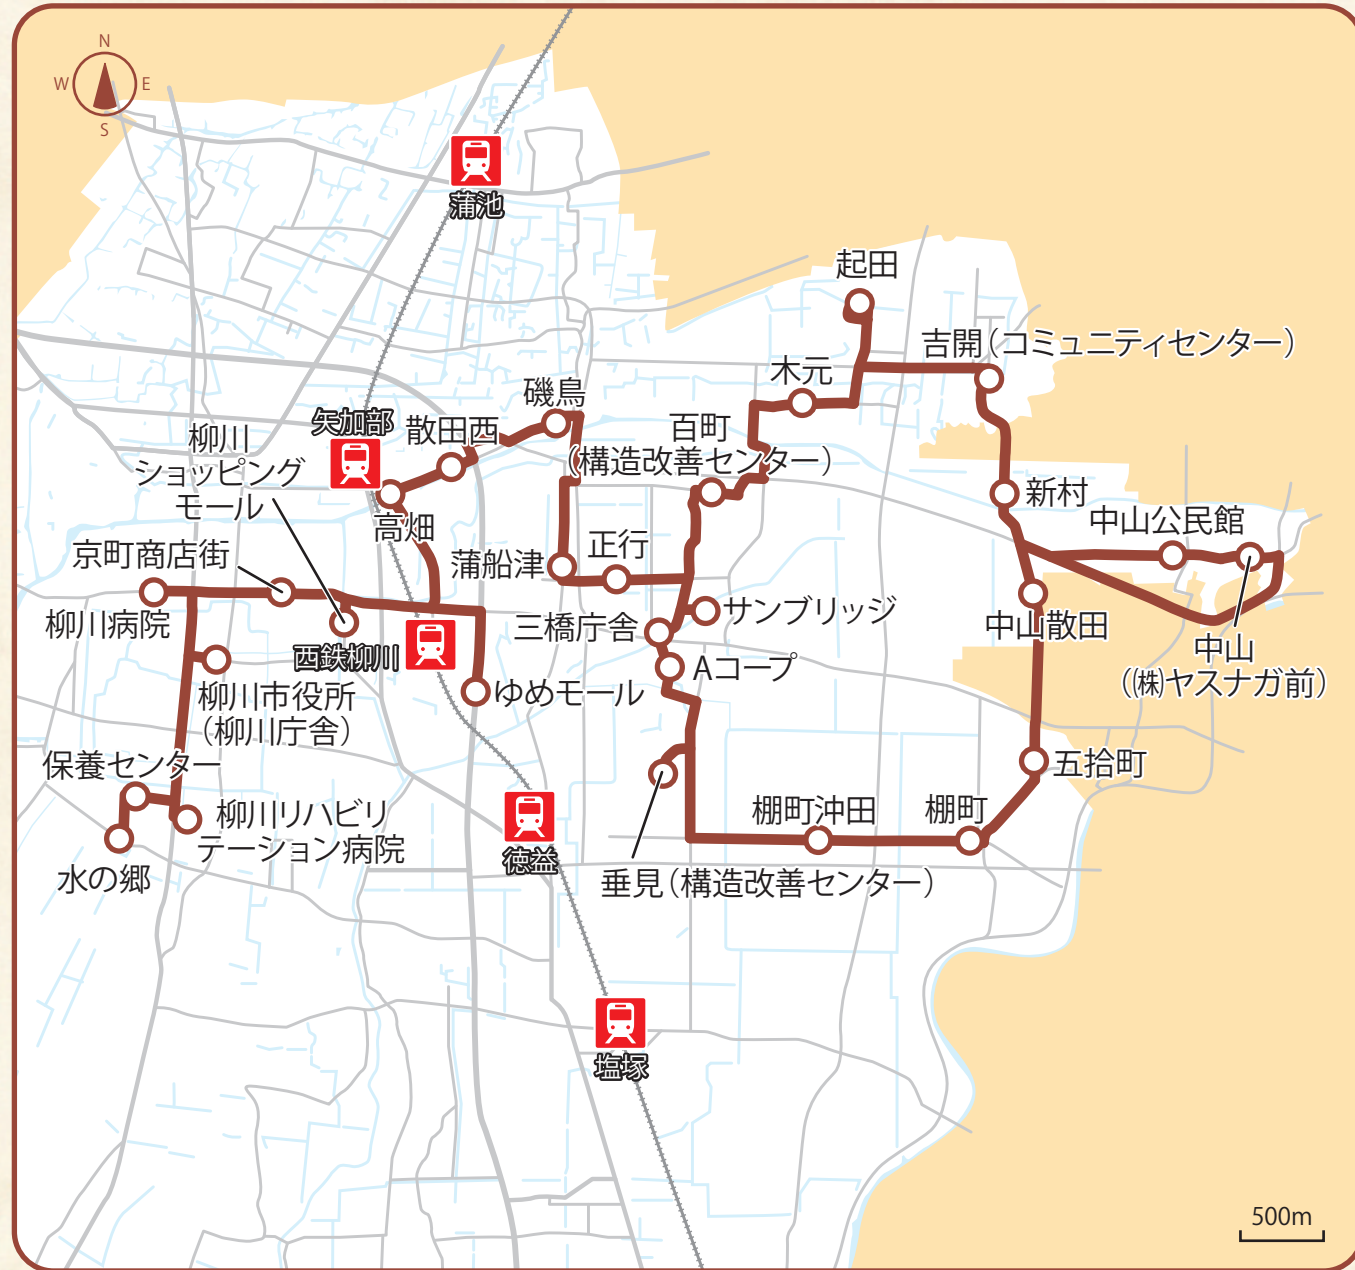 N
W
E
S
蒲池
起田
吉開(コミュニティセンター)
木元
磯鳥
百町
(構造改善センター)
矢加部
散田西
柳川
ショッピング
モール
高畑
新村
中山公民館
京町商店街
蒲船津
正行
柳川病院
サンブリッジ
三橋庁舎
中山散田
西鉄柳川
Aコープ
中山
(㈱ヤスナガ前)
柳川市役所
(柳川庁舎)
ゆめモール
保養センター
五拾町
柳川リハビリ
テーション病院
棚町沖田
棚町
徳益
水の郷
垂見(構造改善センター)
塩塚
500m